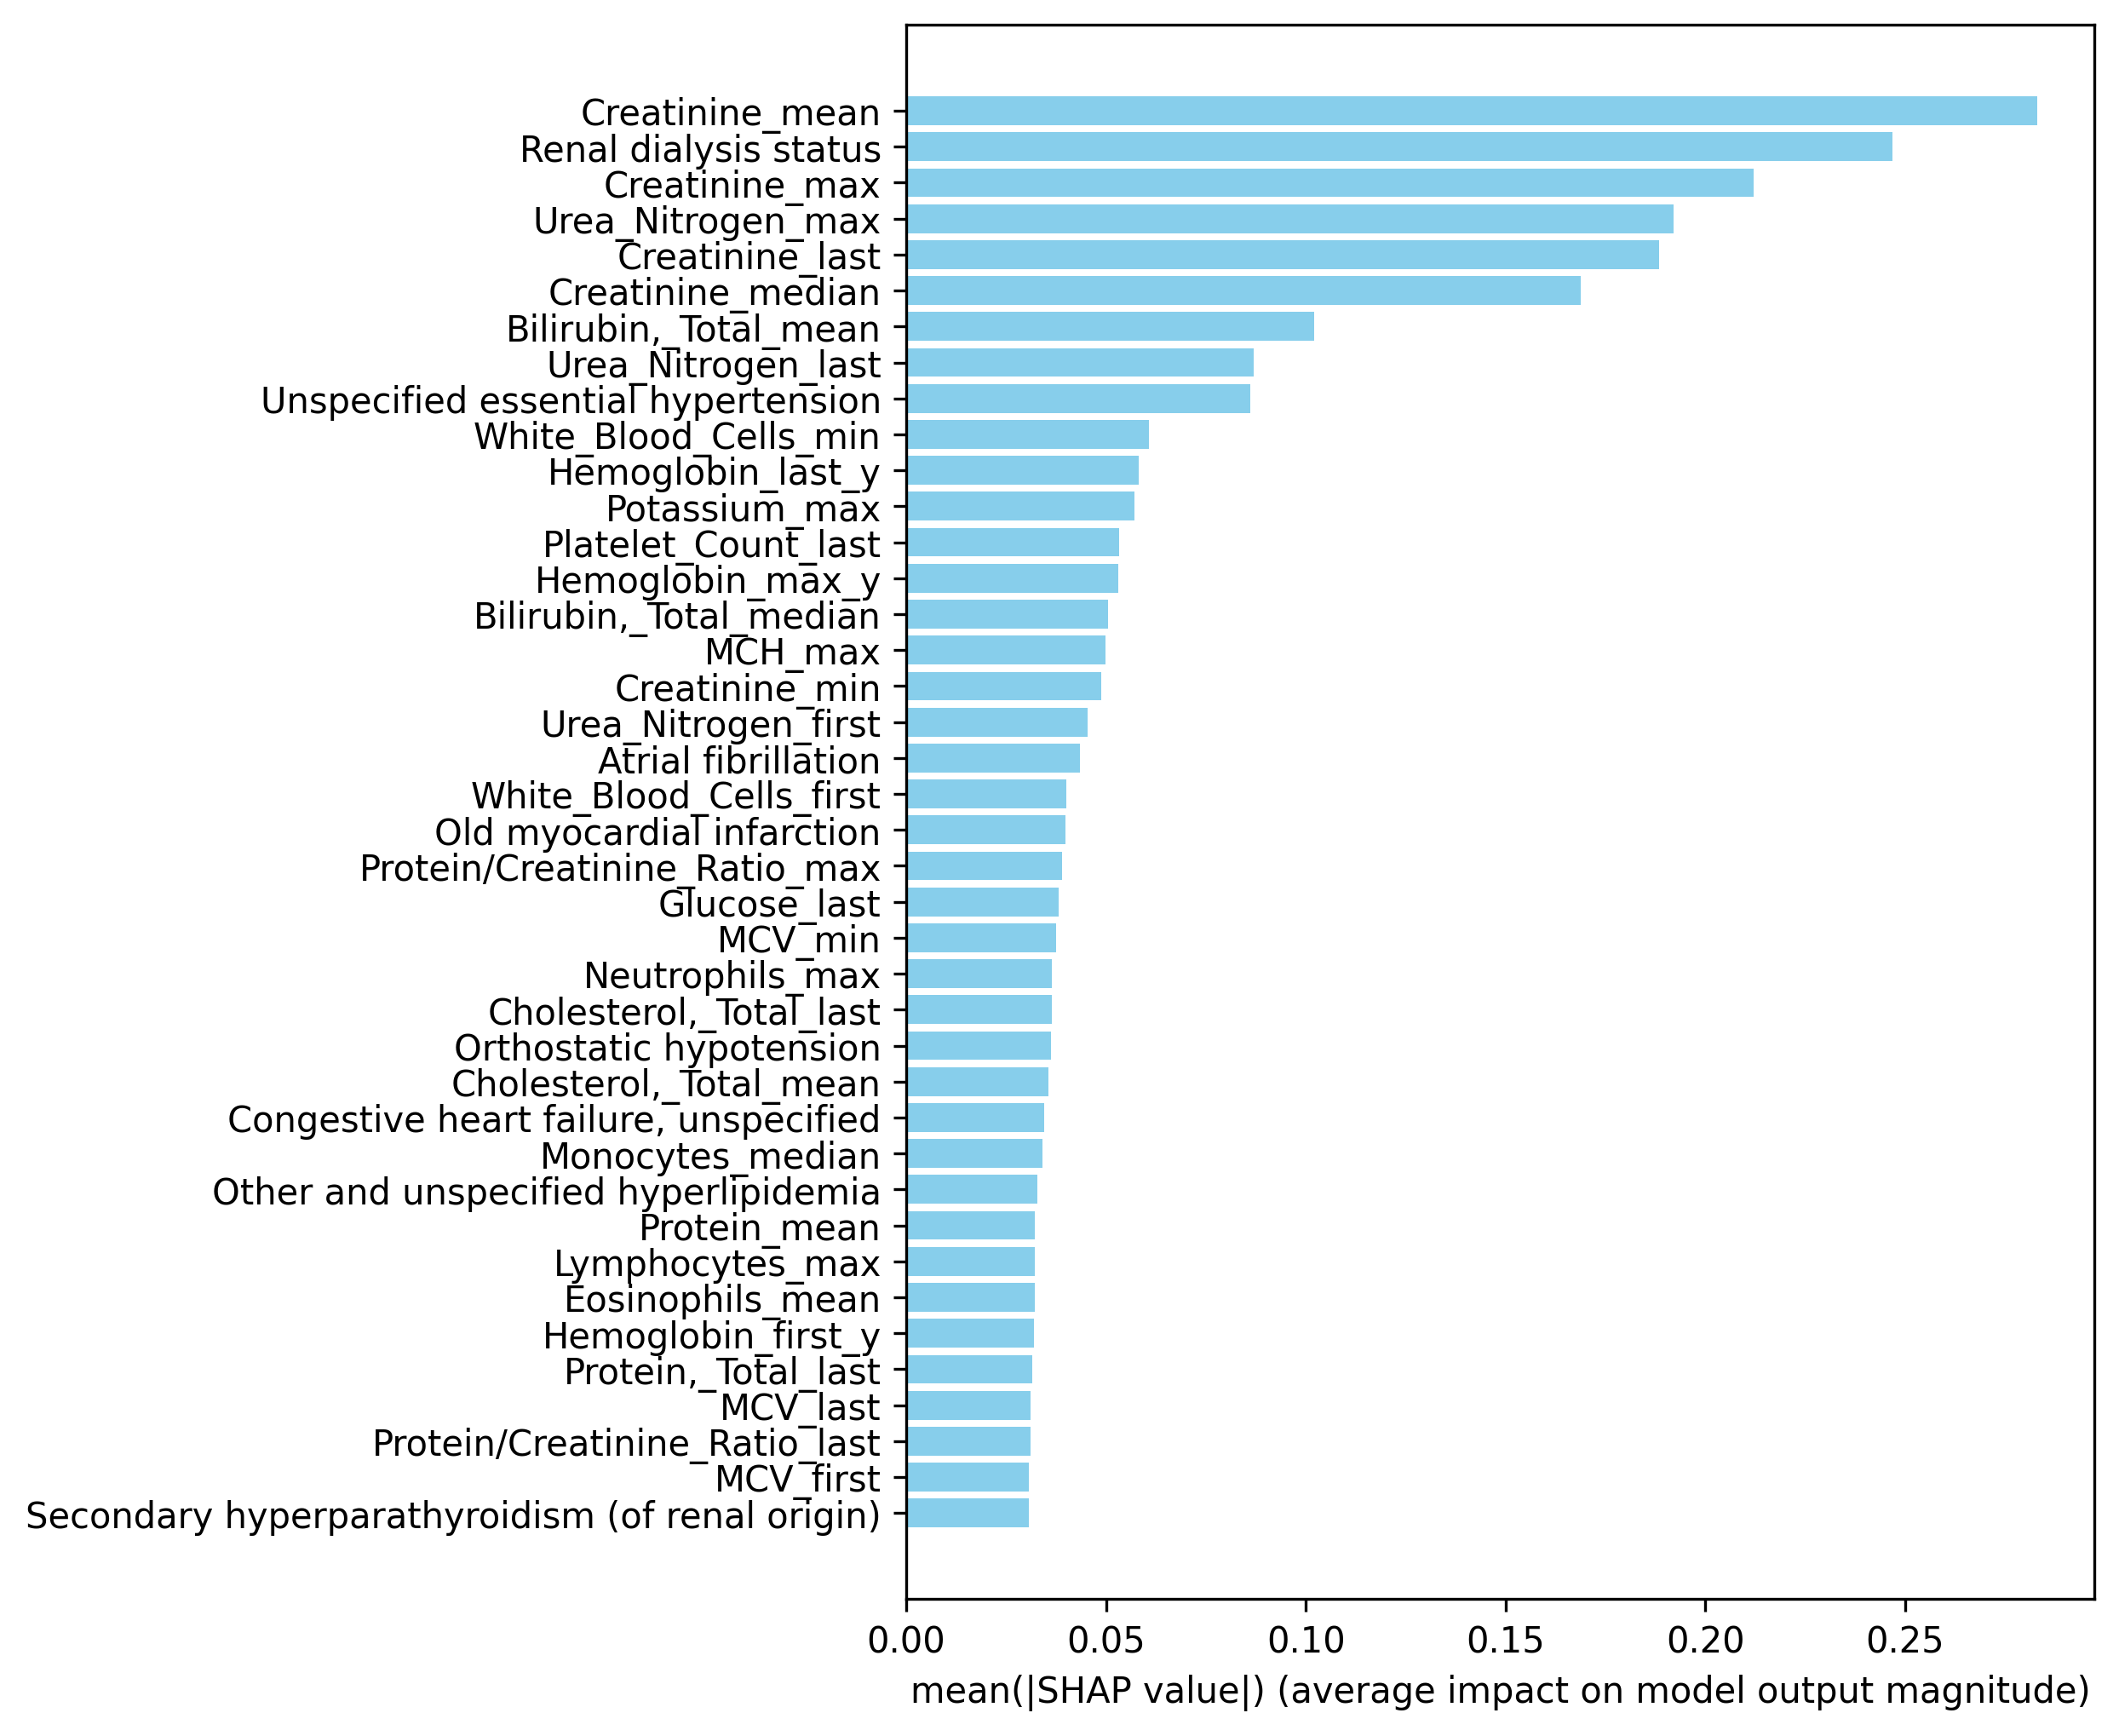 Creatinine_mean
Renal dialysis status
Creatinine_max
Urea_Nitrogen_max
Creatinine_last
Creatinine_median
Bilirubin,_Total_mean
Urea_Nitrogen_last
Unspecified essential hypertension
White_Blood_Cells_min
Hemoglobin_last_y
Potassium_max
Platelet_Count_last
Hemoglobin_max_y
Bilirubin,_Total_median
MCH_max
Creatinine_min
Urea_Nitrogen_first
Atrial fibrillation
White_Blood_Cells_first
Old myocardial infarction
Protein/Creatinine_Ratio_max
Glucose_last
MCV_min
Neutrophils_max
Cholesterol,_Total_last
Orthostatic hypotension
Cholesterol,_Total_mean
Congestive heart failure, unspecified
Monocytes_median
Other and unspecified hyperlipidemia
Protein_mean
Lymphocytes_max
Eosinophils_mean
Hemoglobin_first_y
Protein,_Total_last
MCV_last
Protein/Creatinine_Ratio_last
MCV_first
Secondary hyperparathyroidism (of renal origin)
0.00 0.05 0.10 0.15 0.20 0.25
mean(|SHAP value|) (average impact on model output magnitude)